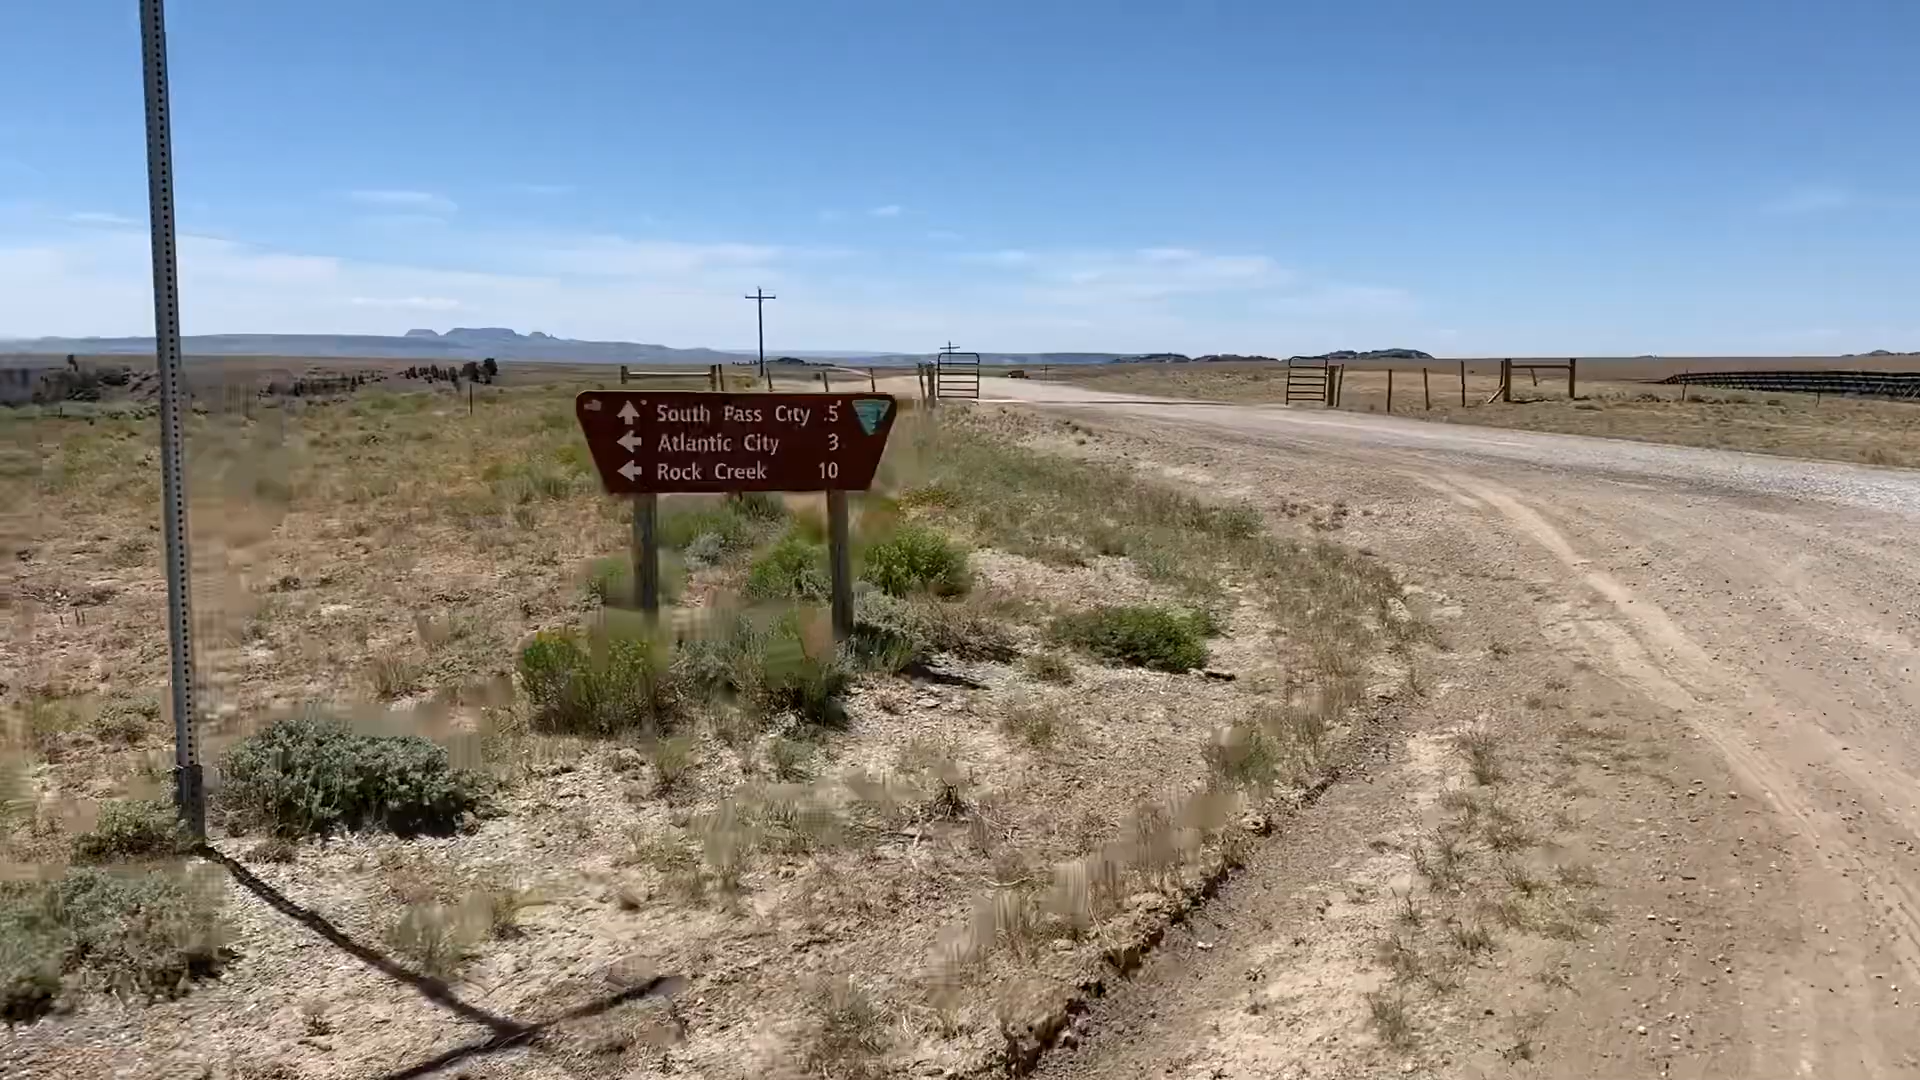 ↑ South Pass City .5
← Atlantic City 3
← Rock Creek 10